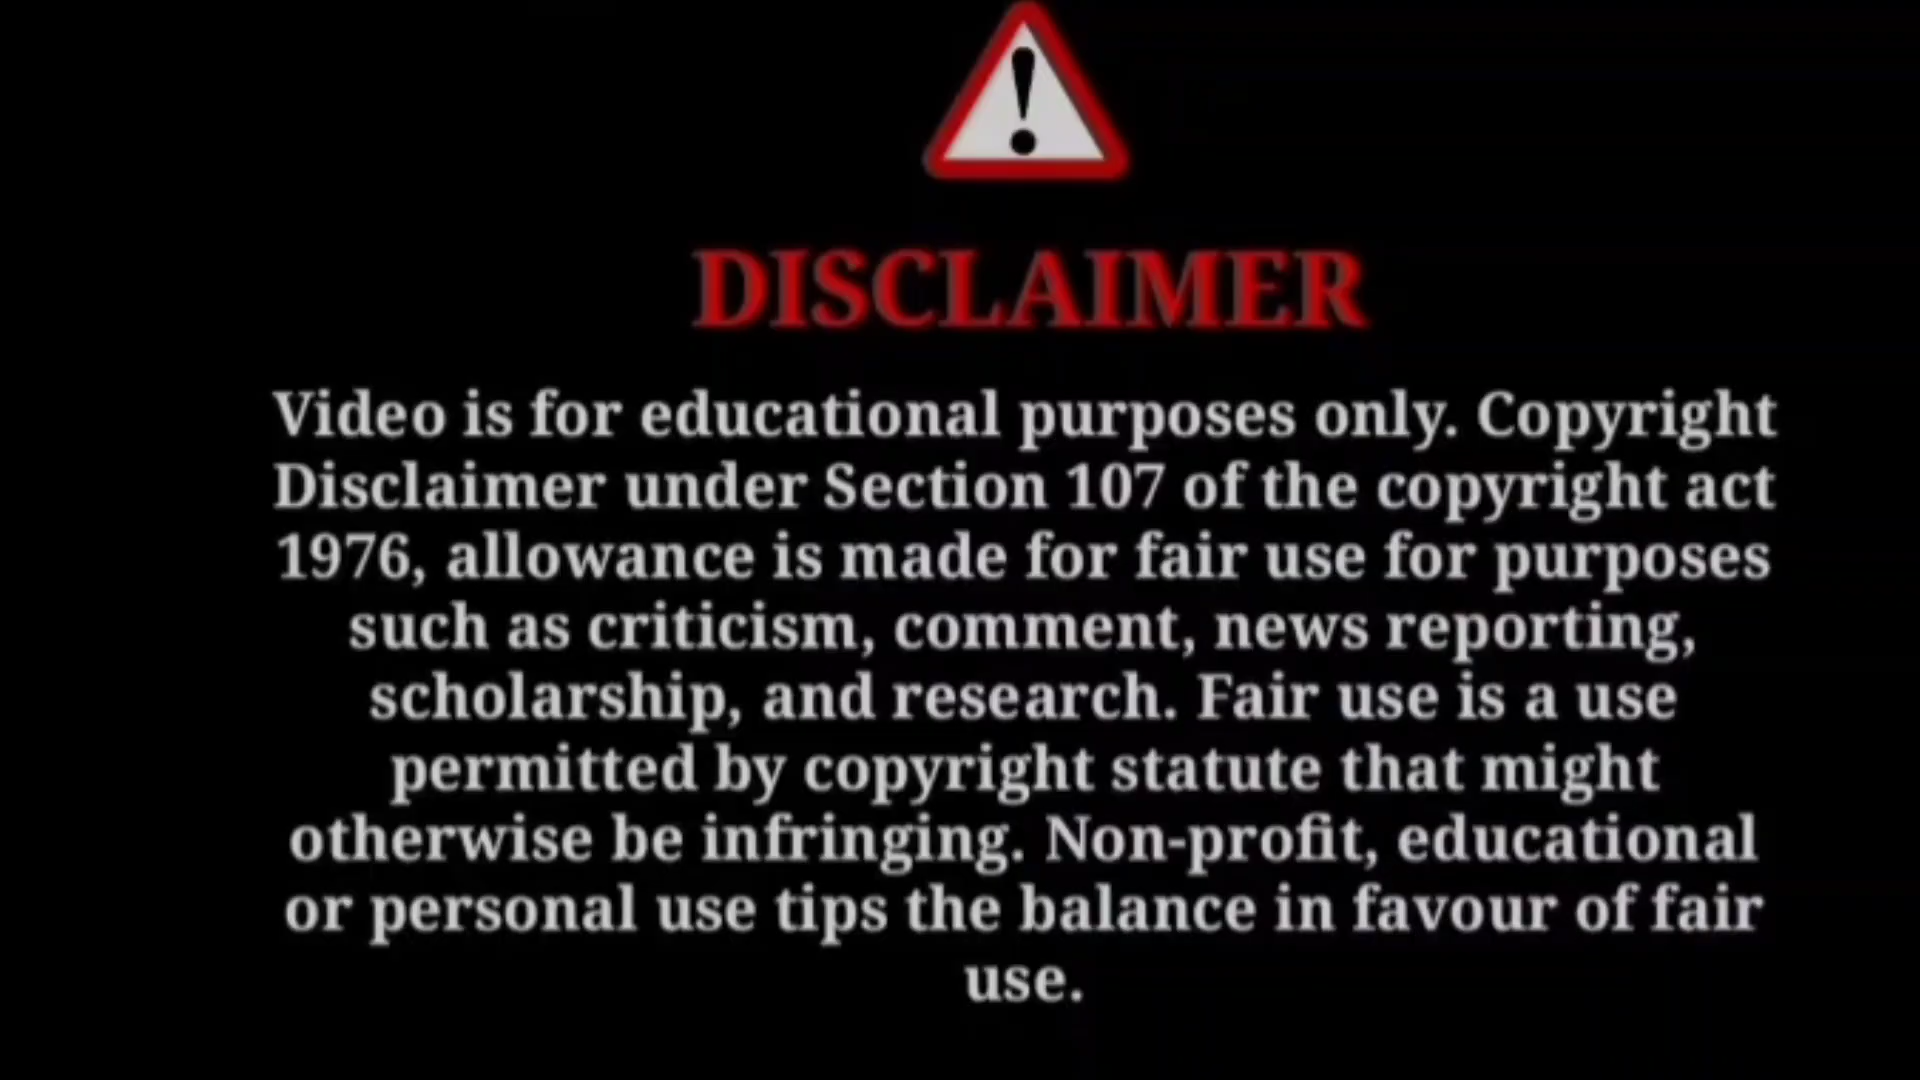 DISCLAIMER
Video is for educational purposes only. Copyright
Disclaimer under Section 107 of the copyright act
1976, allowance is made for fair use for purposes
such as criticism, comment, news reporting,
scholarship, and research. Fair use is a use
permitted by copyright statute that might
otherwise be infringing. Non-profit, educational
or personal use tips the balance in favour of fair
use.